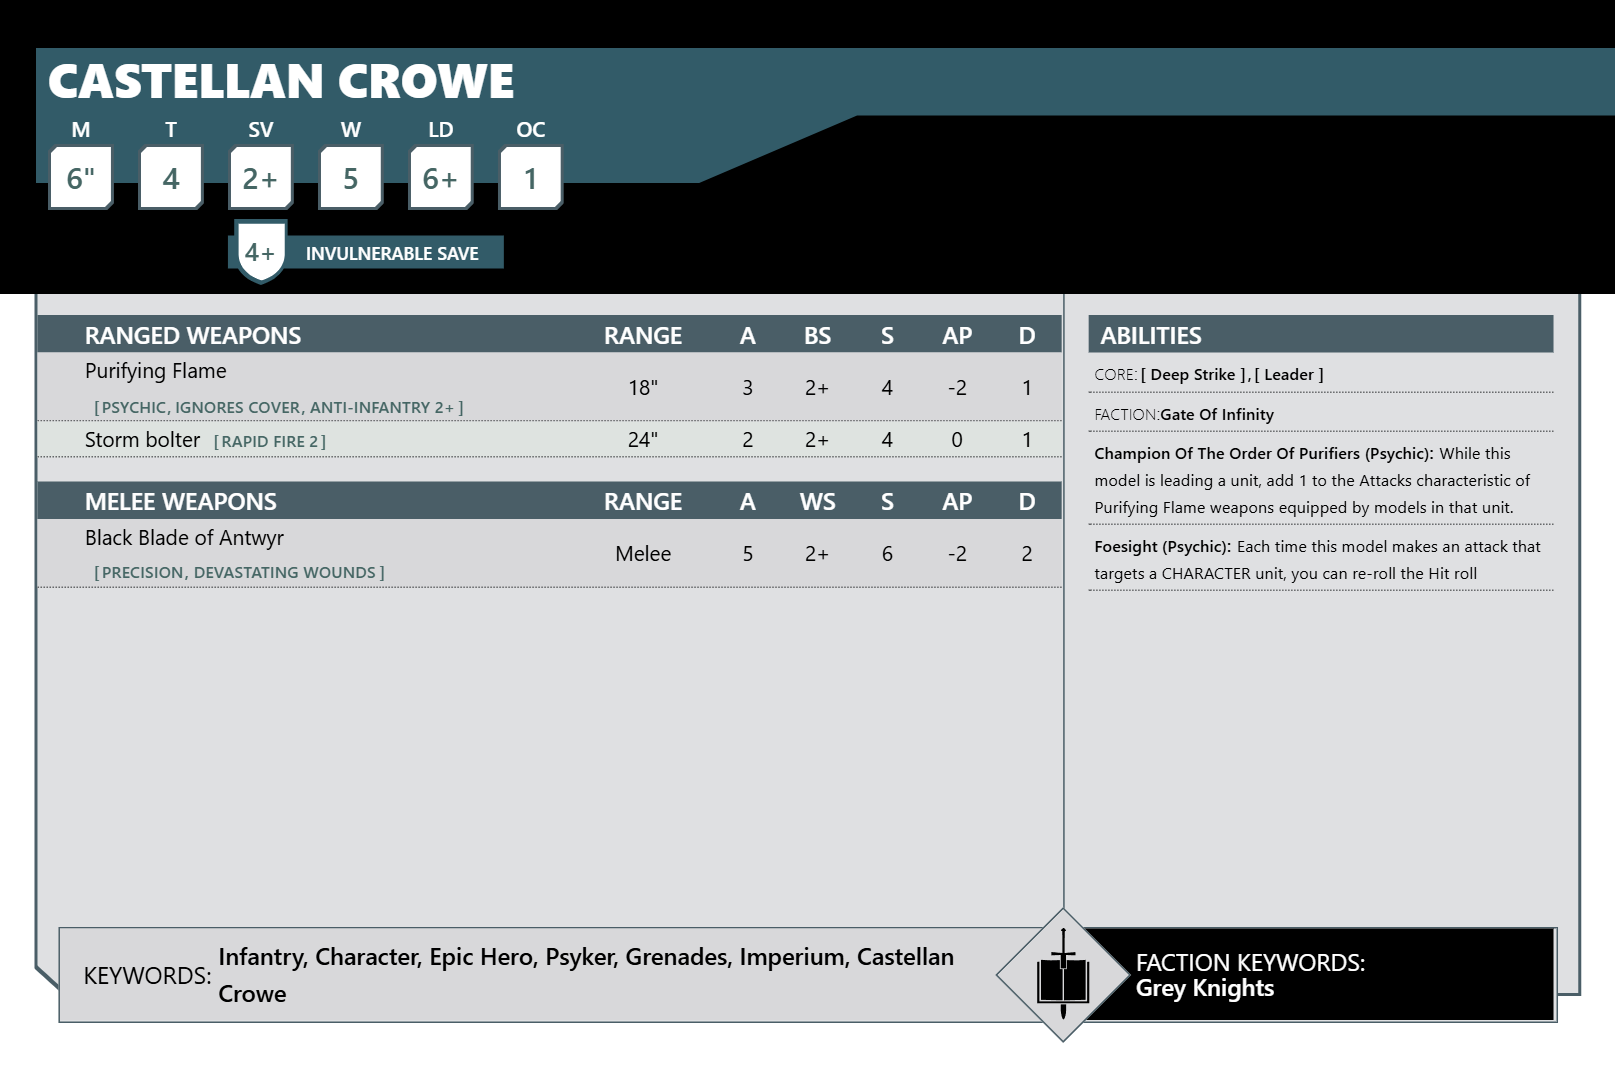 CASTELLAN CROWE
M T SV W LD OC
6" 4 2+ 5 6+ 1
4+ INVULNERABLE SAVE
RANGED WEAPONS RANGE A BS S AP D
Purifying Flame
[PSYCHIC, IGNORES COVER, ANTI-INFANTRY 2+] 18" 3 2+ 4 -2 1
Storm bolter [RAPID FIRE 2] 24" 2 2+ 4 0 1
MELEE WEAPONS RANGE A WS S AP D
Black Blade of Antwyr
[PRECISION, DEVASTATING WOUNDS] Melee 5 2+ 6 -2 2
ABILITIES
CORE: [ Deep Strike ],[ Leader ]
FACTION:Gate Of Infinity
Champion Of The Order Of Purifiers (Psychic): While this
model is leading a unit, add 1 to the Attacks characteristic of
Purifying Flame weapons equipped by models in that unit.
Foesight (Psychic): Each time this model makes an attack that
targets a CHARACTER unit, you can re-roll the Hit roll
KEYWORDS: Infantry, Character, Epic Hero, Psyker, Grenades, Imperium, Castellan
Crowe
FACTION KEYWORDS:
Grey Knights